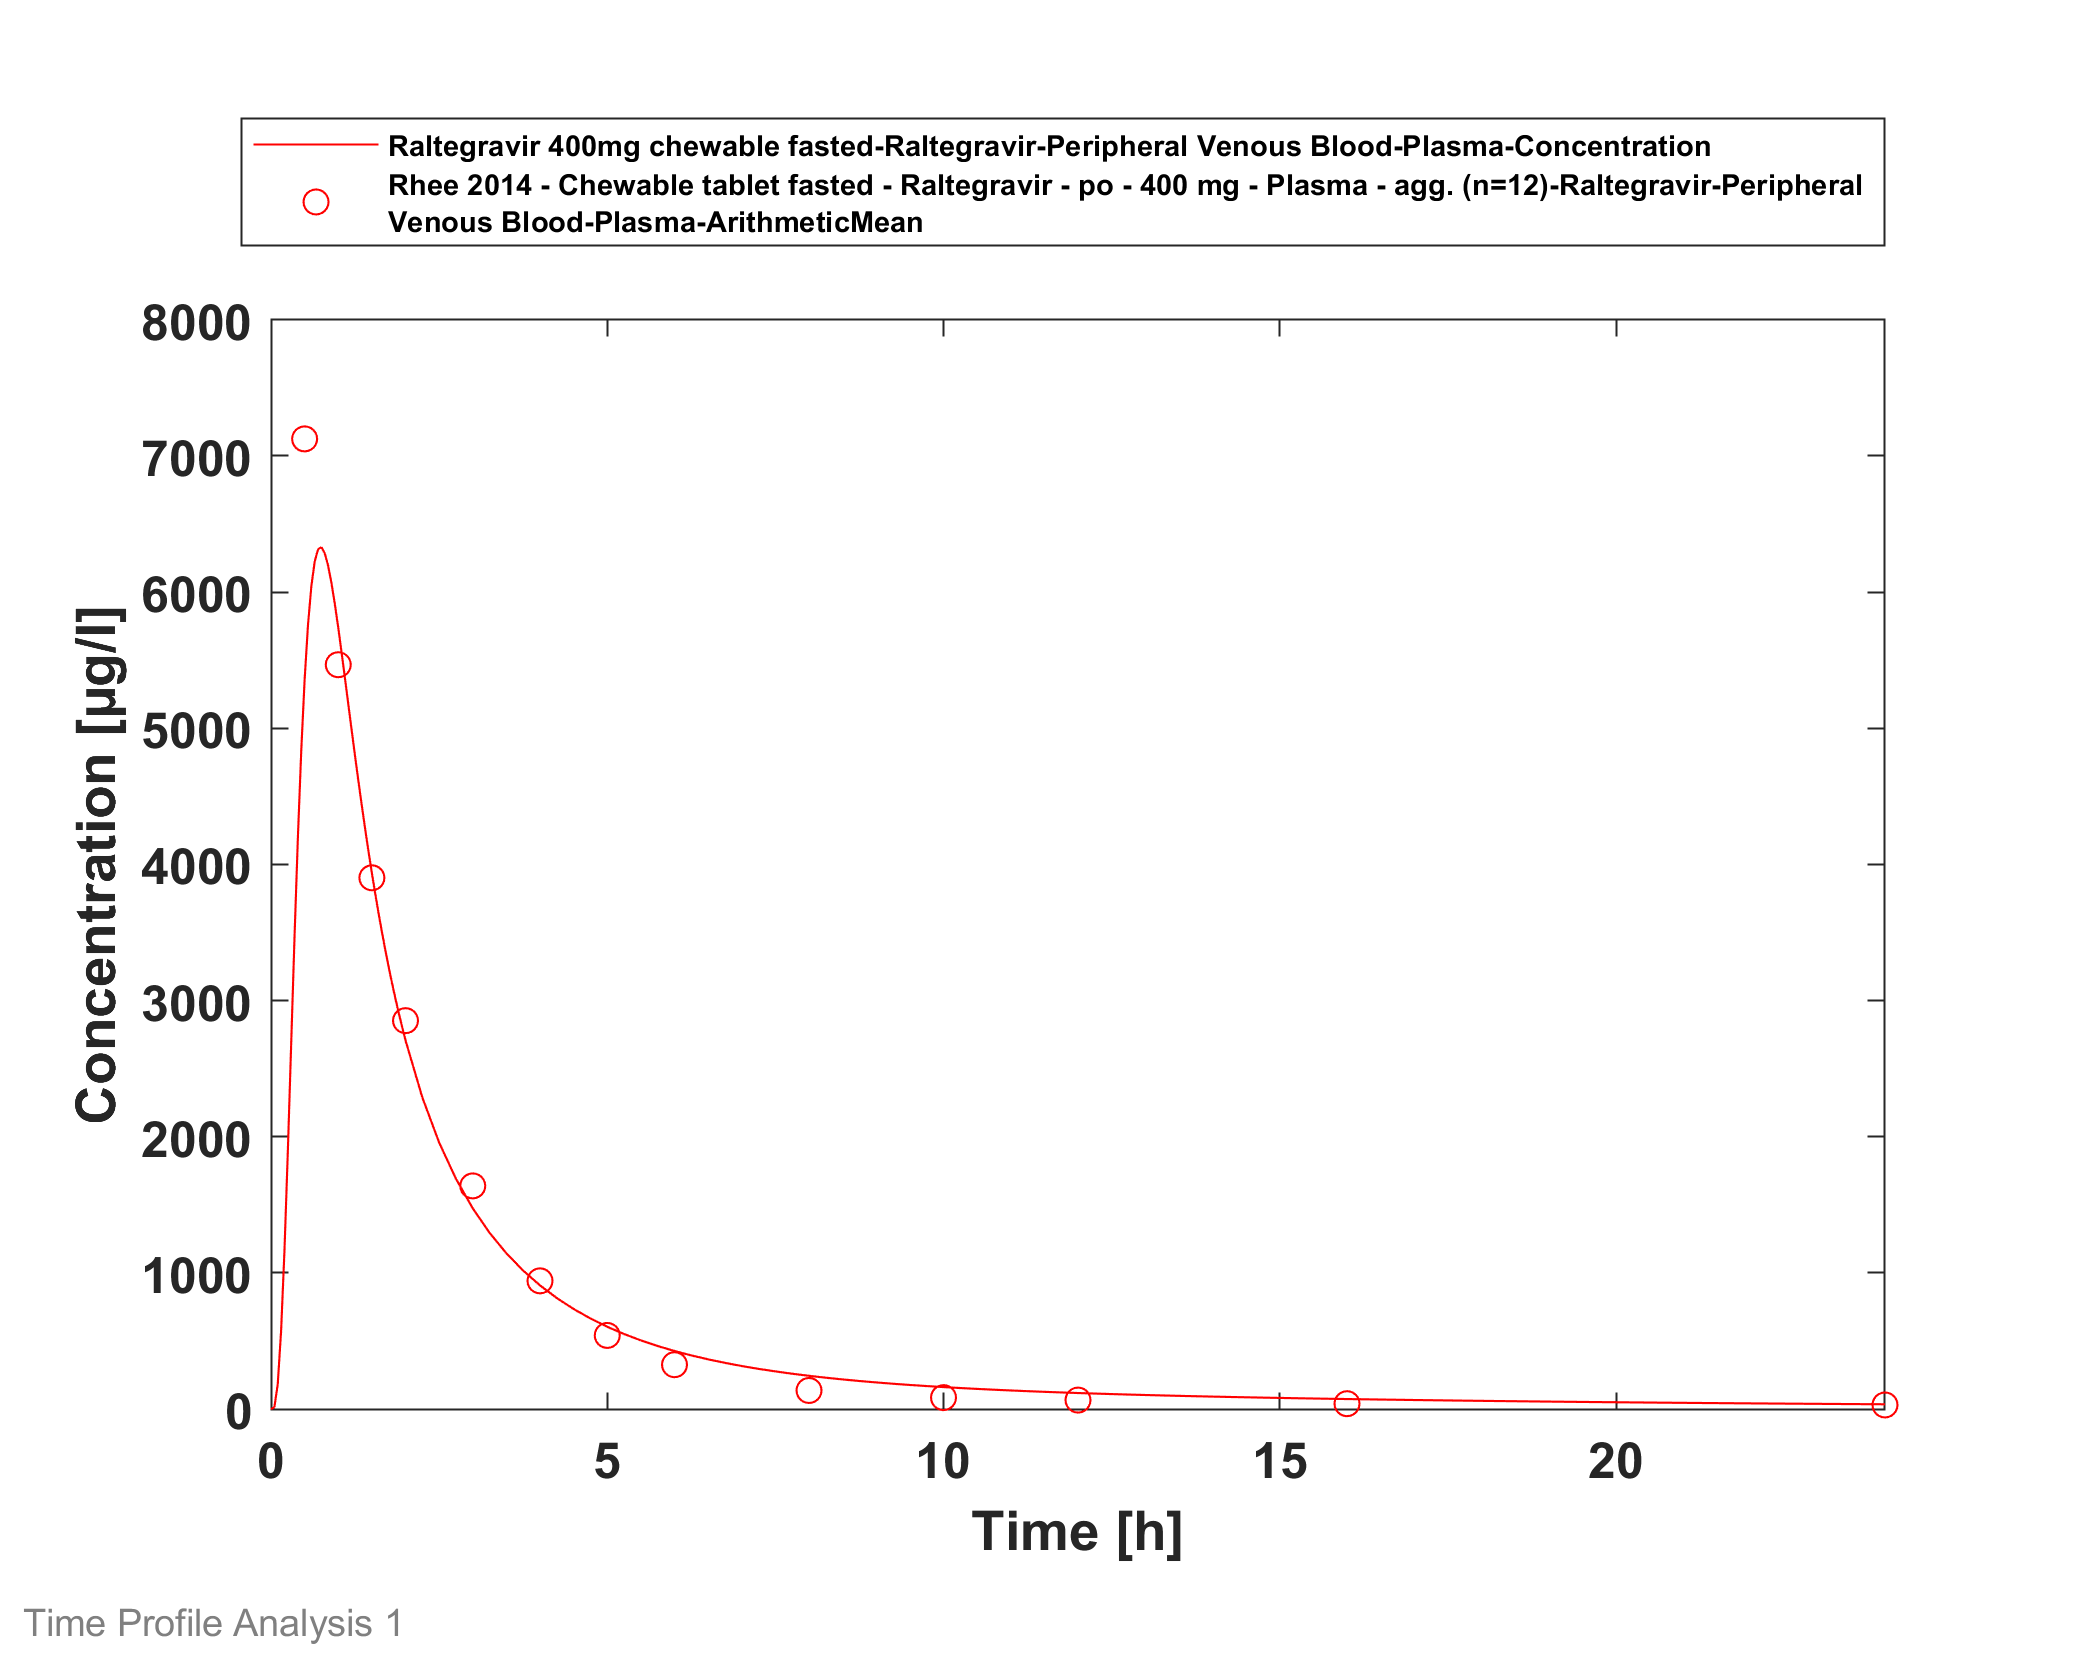 Raltegravir 400mg chewable fasted-Raltegravir-Peripheral Venous Blood-Plasma-Concentration
Rhee 2014 - Chewable tablet fasted - Raltegravir - po - 400 mg - Plasma - agg. (n=12)-Raltegravir-Peripheral
Venous Blood-Plasma-ArithmeticMean
8000
7000
6000
5000
4000
3000
2000
1000
0
Concentration [µg/l]
0 5 10 15 20
Time [h]
Time Profile Analysis 1